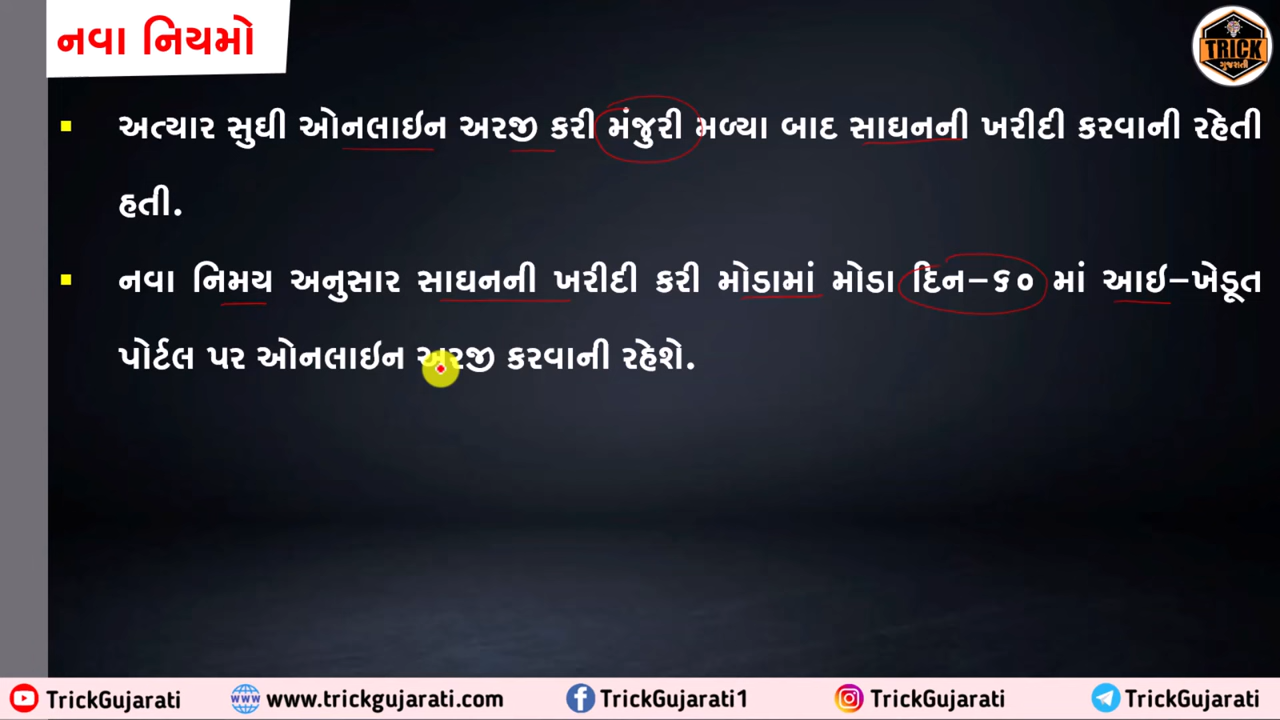 નવા નિયમો
TRICK
ગુજરાતી
▪ અત્યાર સુધી ઓનલાઇન અરજી કરી મંજુરી મળ્યા બાદ સાધનની ખરીદી કરવાની રહેતી
હતી.
▪ નવા નિમય અનુસાર સાધનની ખરીદી કરી મોડામાં મોડા દિન-૬૦ માં આઇ-ખેડૂત
પોર્ટલ પર ઓનલાઇન અરજી કરવાની રહેશે.
TrickGujarati www.trickgujarati.com TrickGujarati1 TrickGujarati TrickGujarati